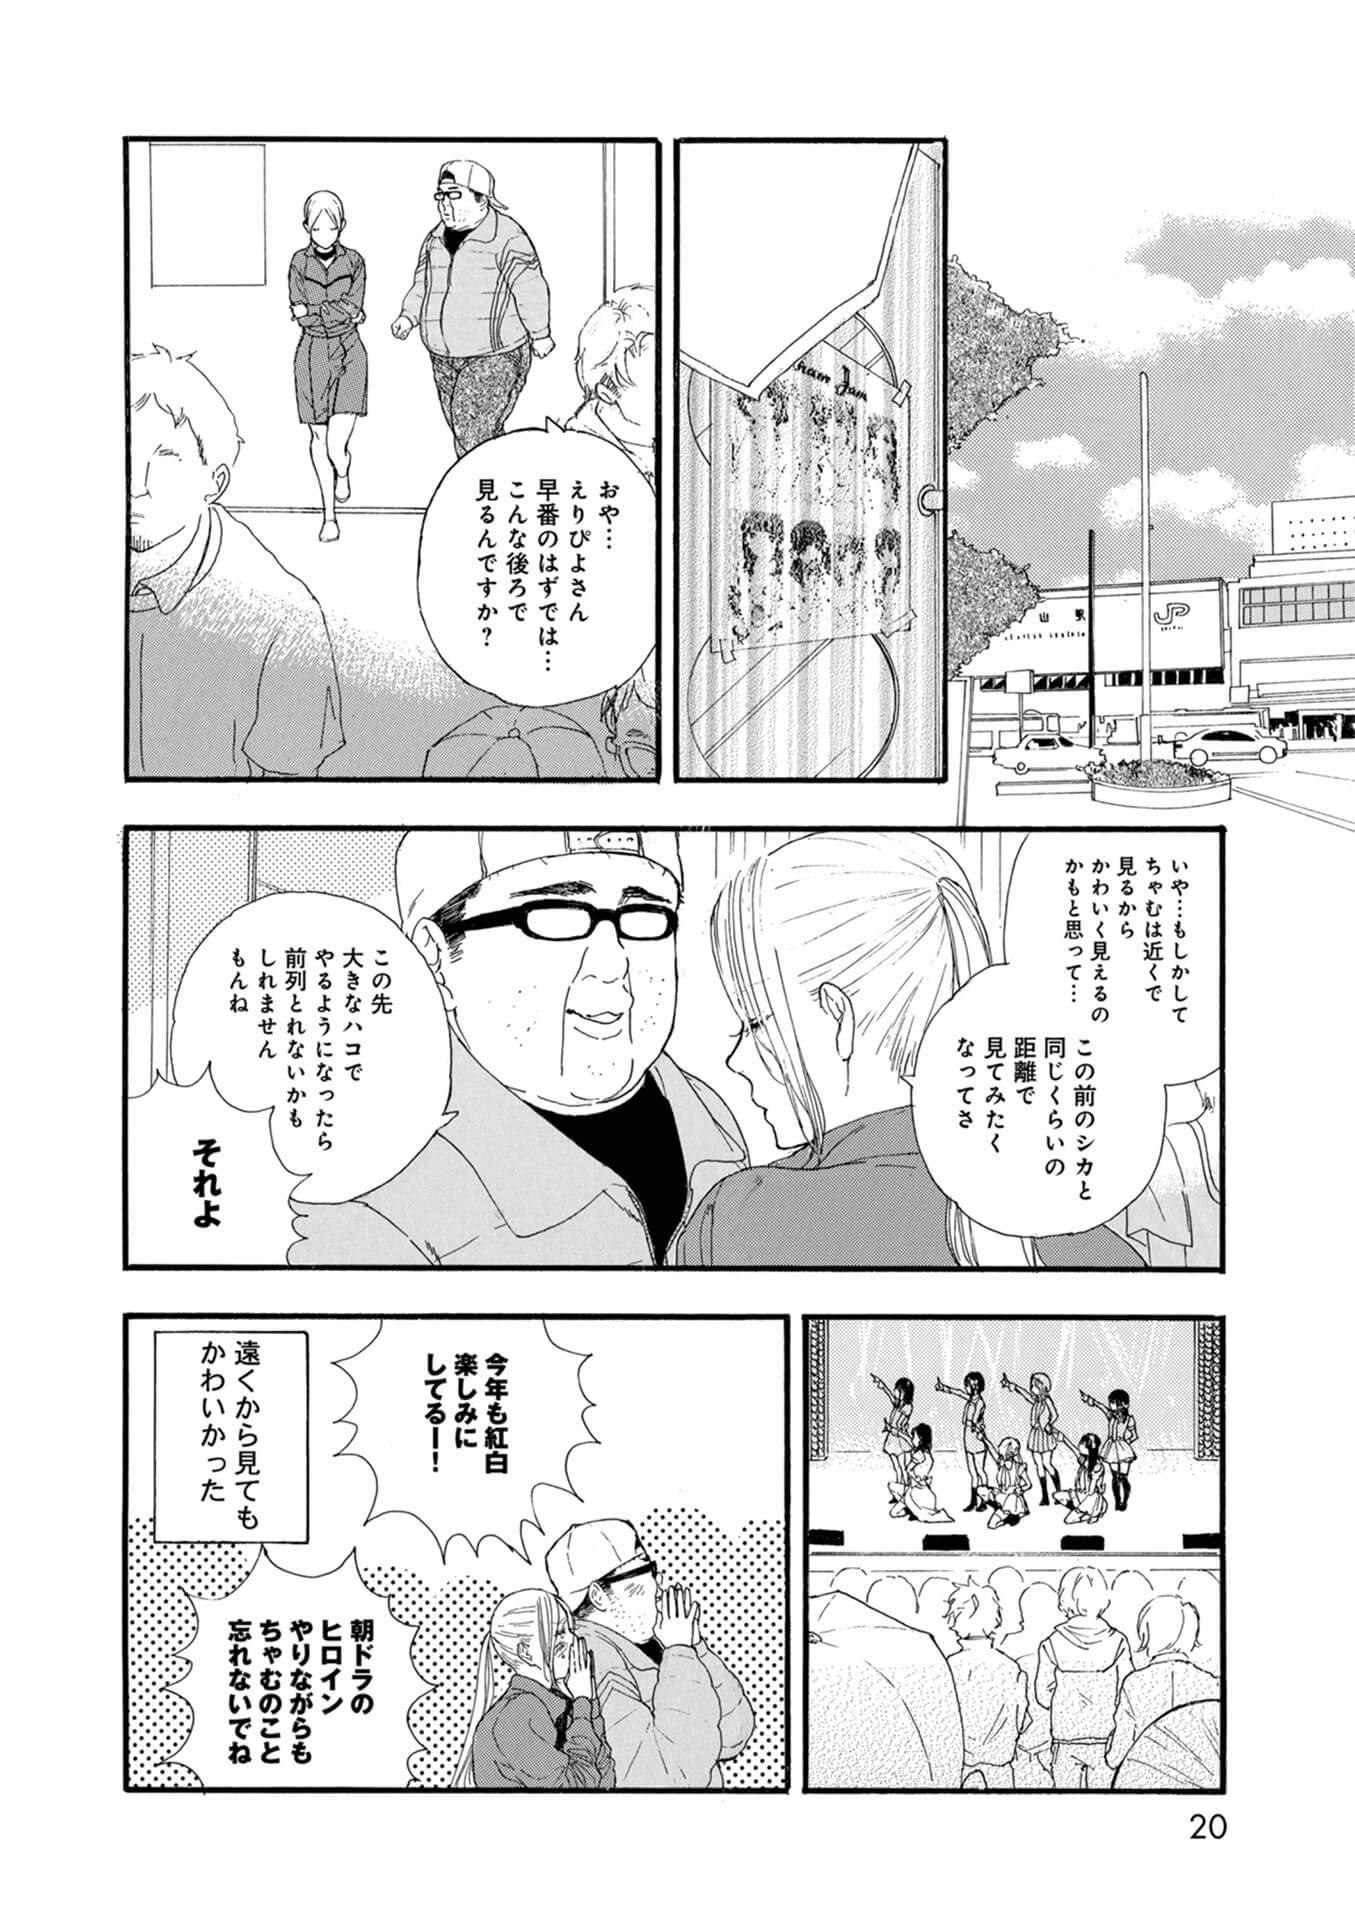 山駅
JR
ham Jam
おや…
えりぴよさん
早番のはずでは…
こんな後ろで
見るんですか?
いや…もしかして
ちゃむは近くで
見るから
かわいく見えるの
かもと思って…
この前のシカと
同じくらいの
距離で
見てみたく
なってさ
この先
大きなハコで
やるようになったら
前列とれないかも
しれません
もんね
それよ
今年も紅白
楽しみに
してるー!
朝ドラの
ヒロイン
やりながらも
ちゃむのこと
忘れないでね
遠くから見ても
かわいかった
20